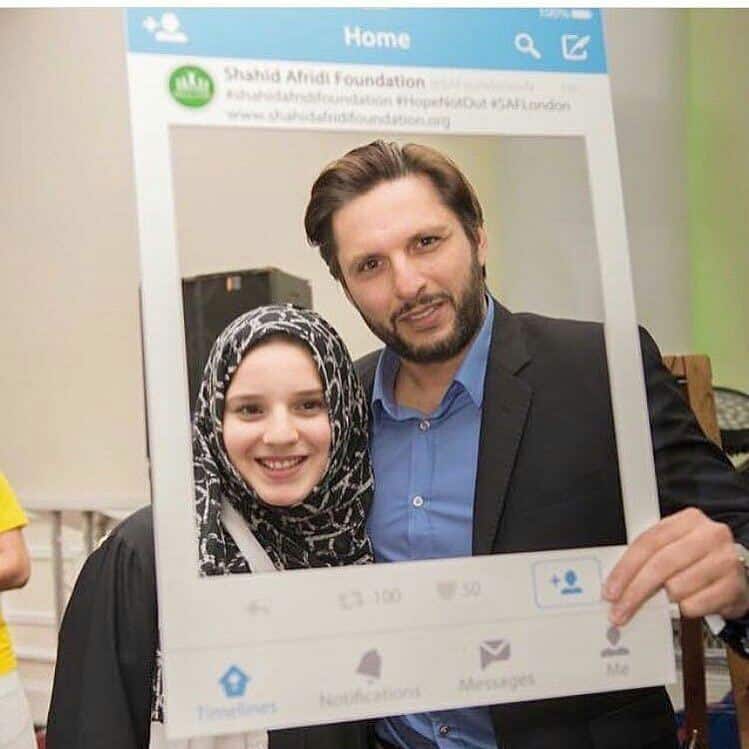 100%
Home
Shahid Afridi Foundation
#shahidafridifoundation #HopeNotOut #SAFLondon
www.shahidafridifoundation.org
100 50
Timelines Notifications Messages Me